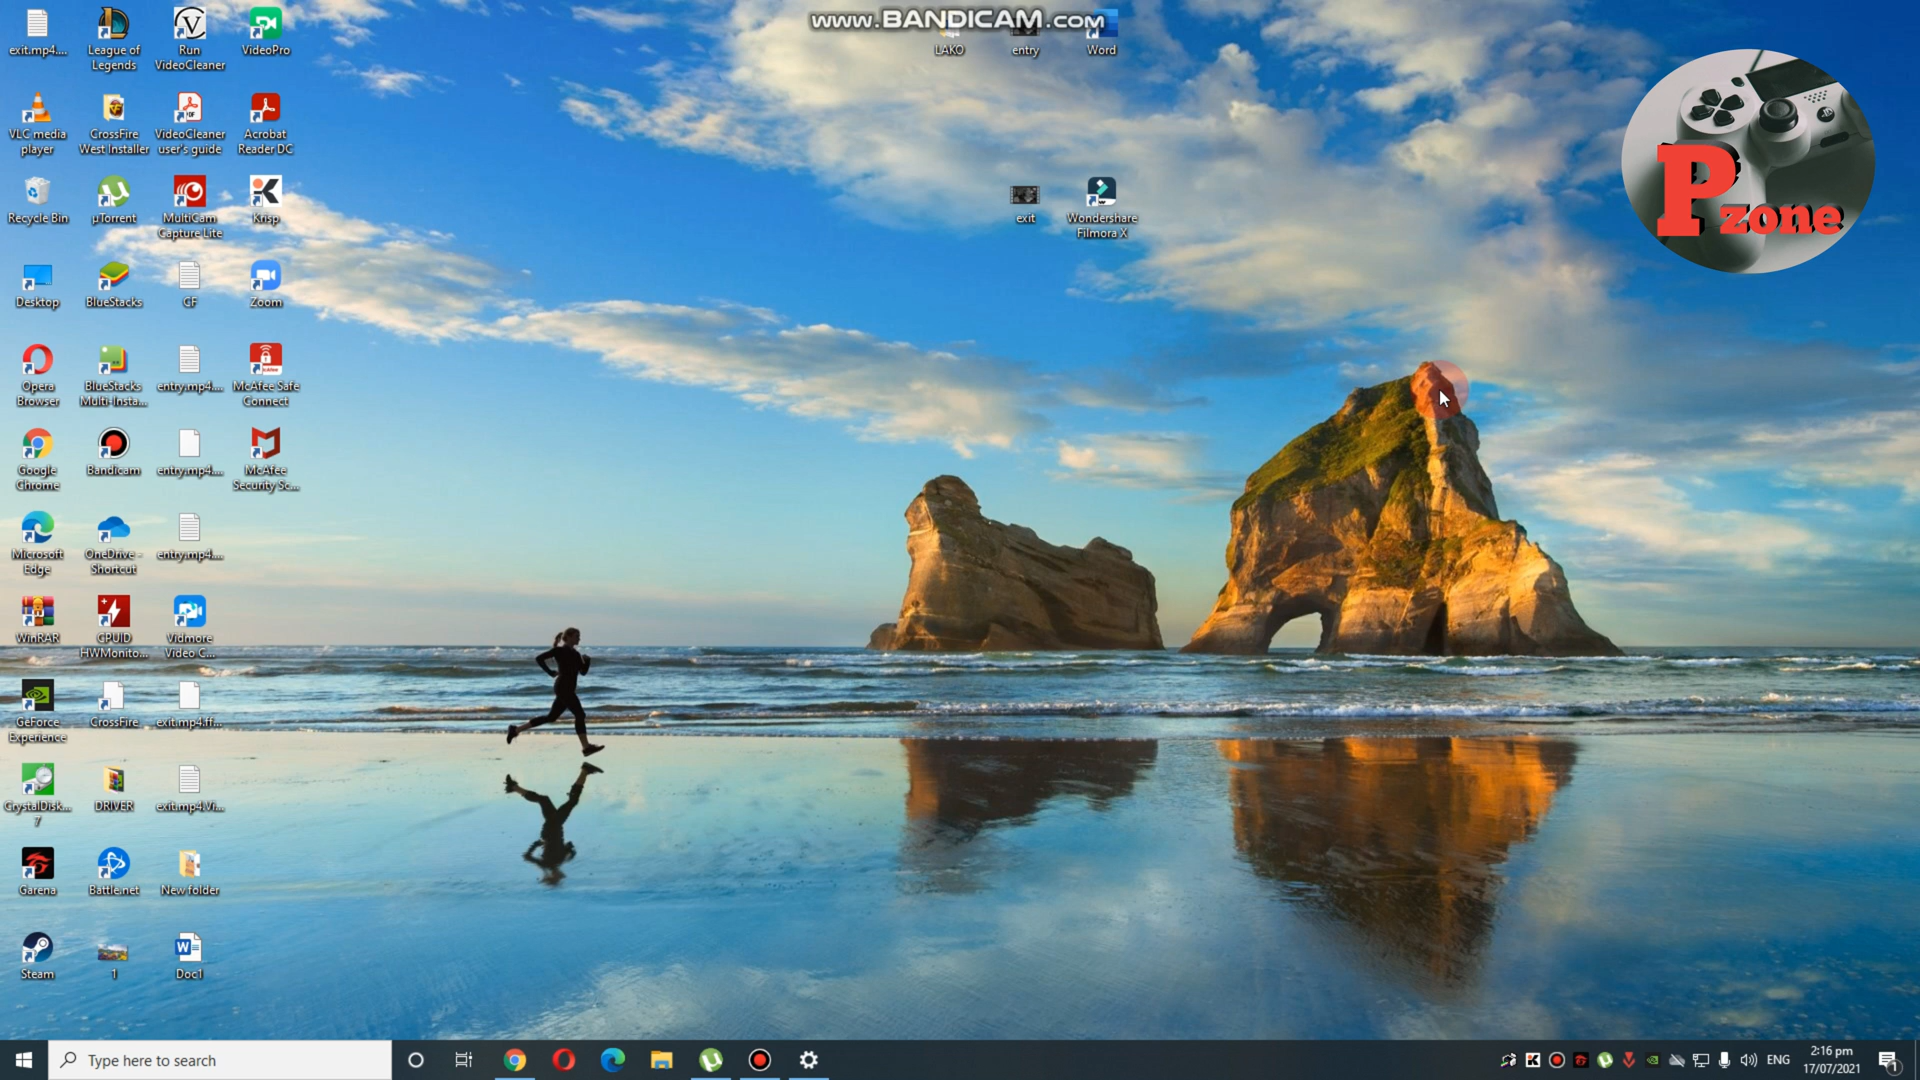 www.BANDICAM.com
exit.mp4....
League of
Legends
Run
VideoCleaner
VideoPro
LAKO
entry
Word
VLC media
player
CrossFire
West Installer
VideoCleaner
user's guide
Acrobat
Reader DC
Recycle Bin
µTorrent
MultiCam
Capture Lite
Krisp
exit
Wondershare
Filmora X
P zone
Desktop
BlueStacks
CF
Zoom
Opera
Browser
BlueStacks
Multi-Insta...
entry.mp4....
McAfee Safe
Connect
Google
Chrome
Bandicam
entry.mp4....
McAfee
Security Sc...
Microsoft
Edge
OneDrive -
Shortcut
entry.mp4....
WinRAR
CPUID
HWMonito...
Vidmore
Video C...
GeForce
Experience
CrossFire
exit.mp4.ff...
CrystalDisk...
7
DRIVER
exit.mp4.Vi...
Garena
Battle.net
New folder
Steam
1
Doc1
Type here to search
ENG
2:16 pm
17/07/2021
1